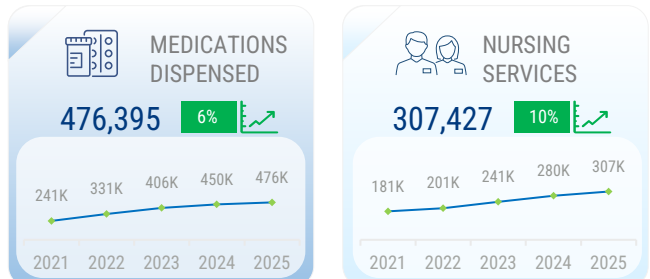 MEDICATIONS
DISPENSED
476,395 6%
241K 331K 406K 450K 476K
2021 2022 2023 2024 2025
NURSING
SERVICES
307,427 10%
181K 201K 241K 280K 307K
2021 2022 2023 2024 2025